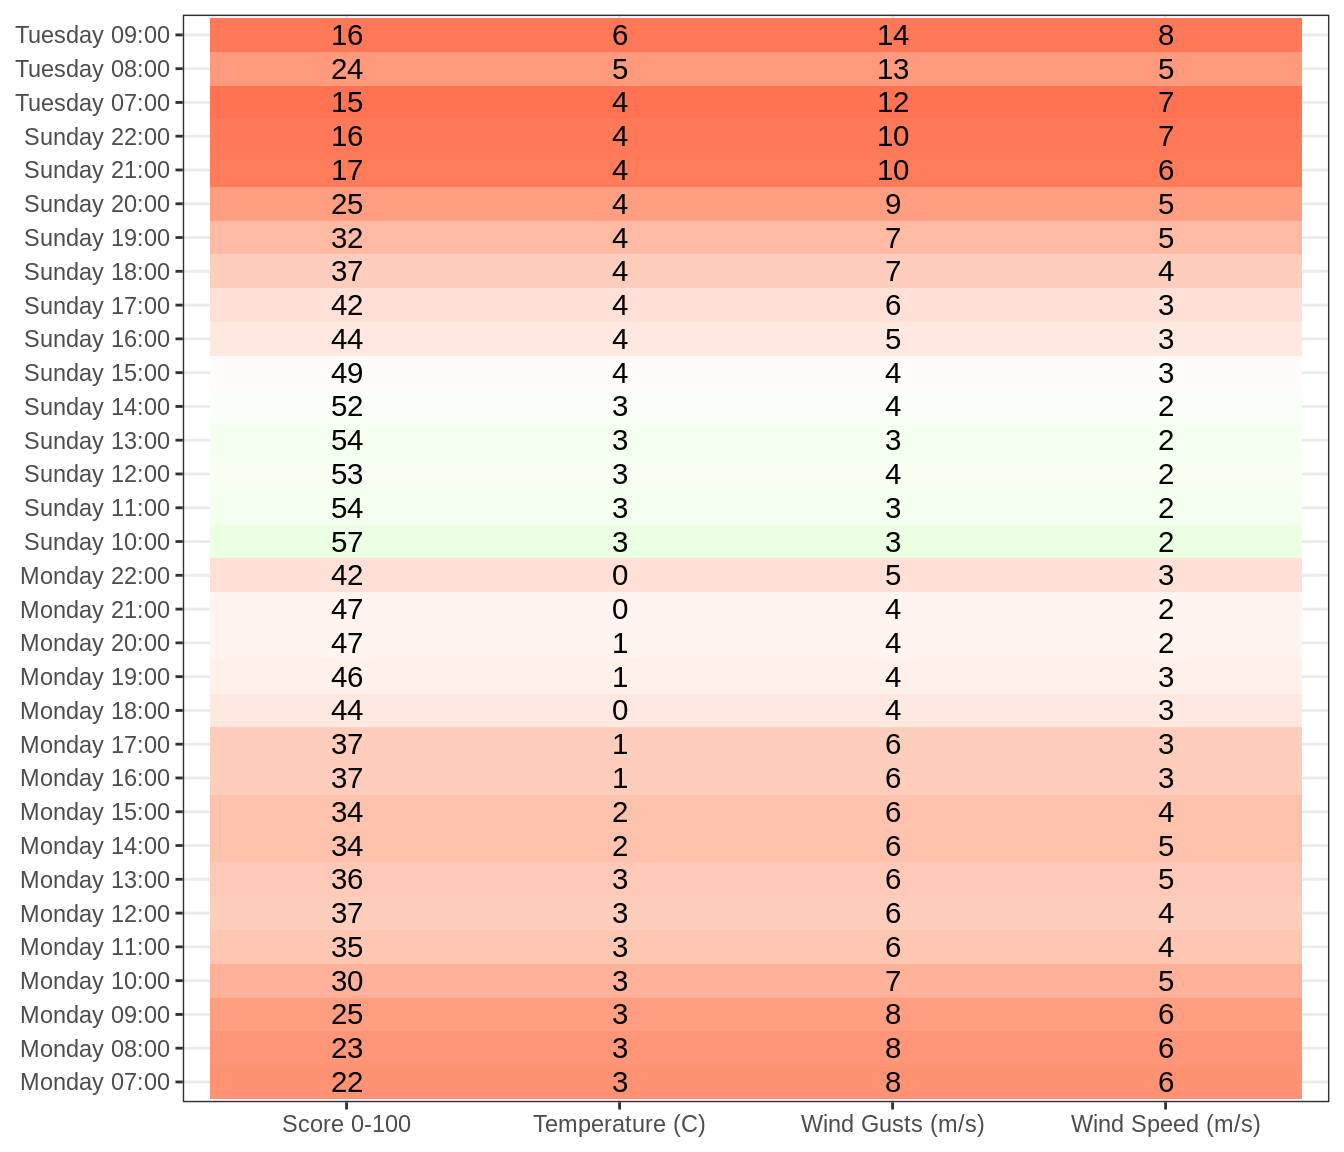 Tuesday 09:00 16 6 14 8
Tuesday 08:00 24 5 13 5
Tuesday 07:00 15 4 12 7
Sunday 22:00 16 4 10 7
Sunday 21:00 17 4 10 6
Sunday 20:00 25 4 9 5
Sunday 19:00 32 4 7 5
Sunday 18:00 37 4 7 4
Sunday 17:00 42 4 6 3
Sunday 16:00 44 4 5 3
Sunday 15:00 49 4 4 3
Sunday 14:00 52 3 4 2
Sunday 13:00 54 3 3 2
Sunday 12:00 53 3 4 2
Sunday 11:00 54 3 3 2
Sunday 10:00 57 3 3 2
Monday 22:00 42 0 5 3
Monday 21:00 47 0 4 2
Monday 20:00 47 1 4 2
Monday 19:00 46 1 4 3
Monday 18:00 44 0 4 3
Monday 17:00 37 1 6 3
Monday 16:00 37 1 6 3
Monday 15:00 34 2 6 4
Monday 14:00 34 2 6 5
Monday 13:00 36 3 6 5
Monday 12:00 37 3 6 4
Monday 11:00 35 3 6 4
Monday 10:00 30 3 7 5
Monday 09:00 25 3 8 6
Monday 08:00 23 3 8 6
Monday 07:00 22 3 8 6
Score 0-100 Temperature (C) Wind Gusts (m/s) Wind Speed (m/s)